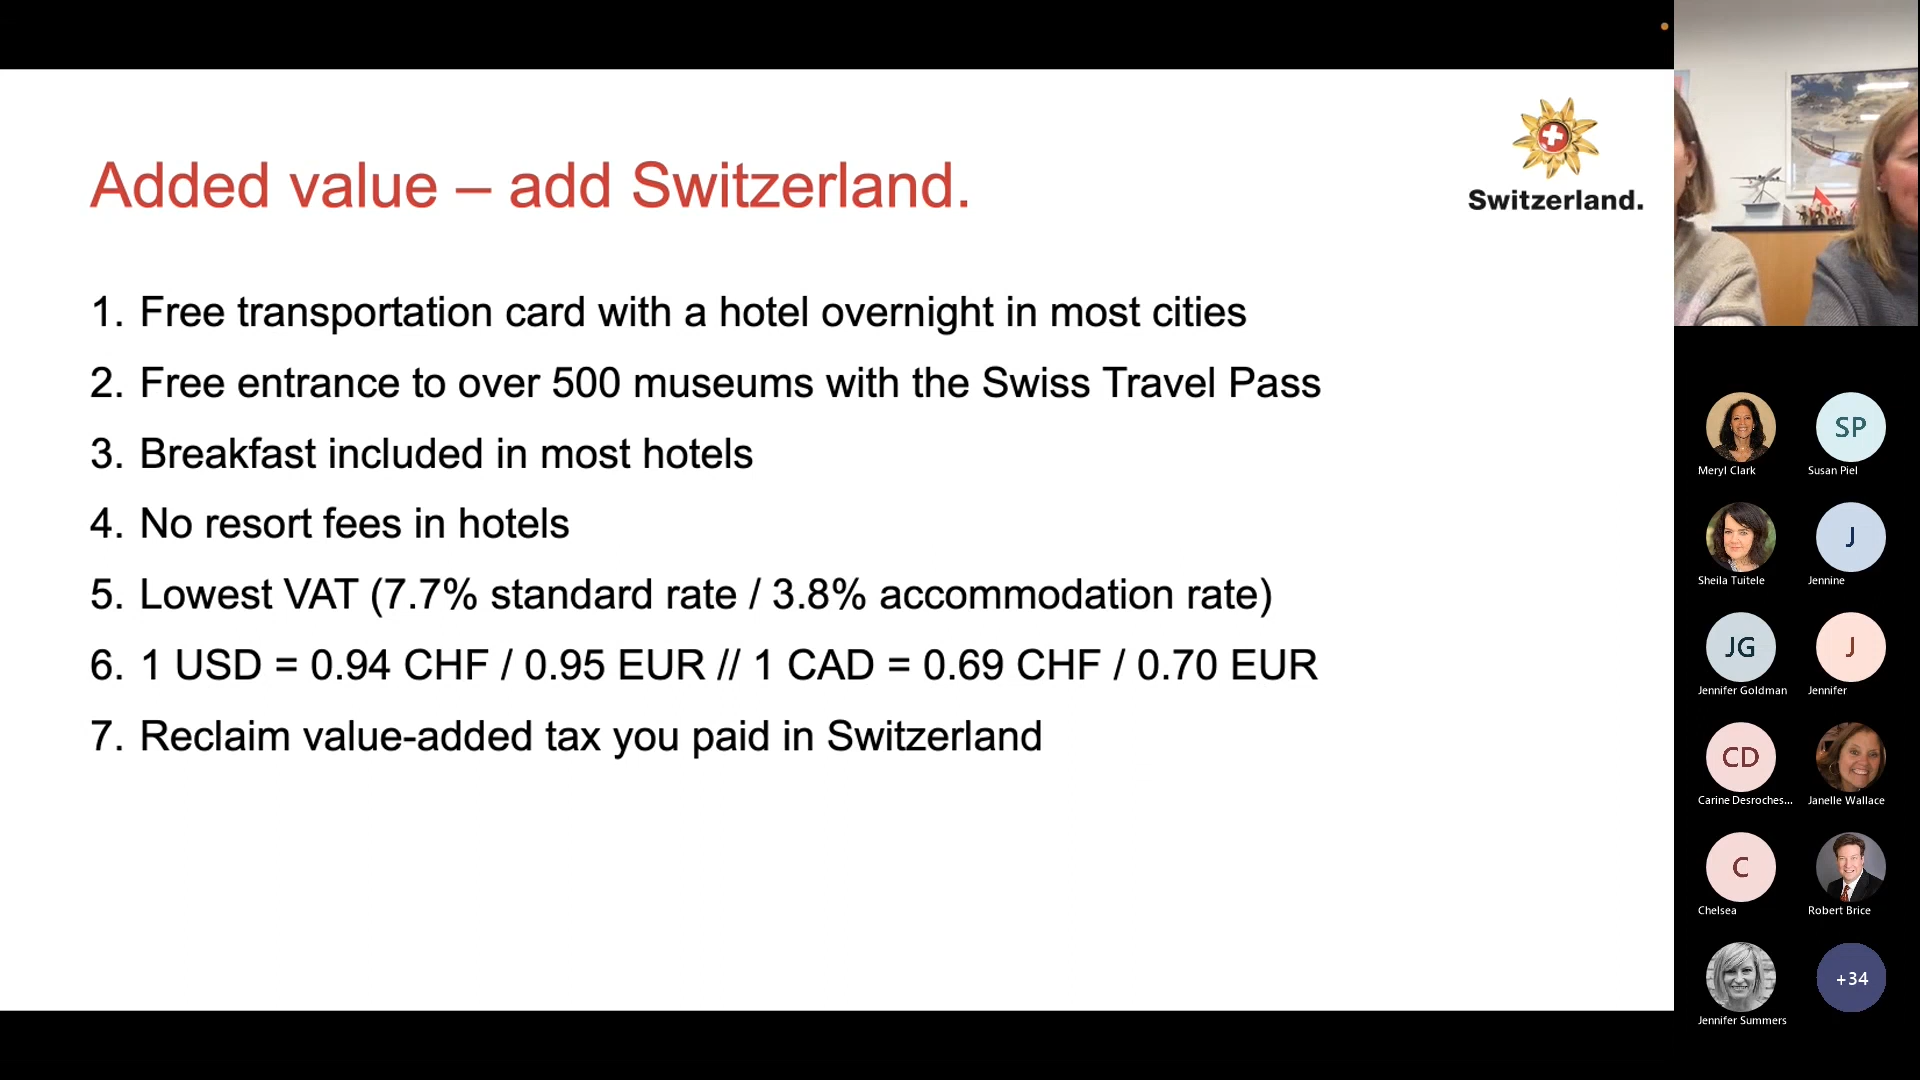 Added value – add Switzerland.
Switzerland.
1. Free transportation card with a hotel overnight in most cities
2. Free entrance to over 500 museums with the Swiss Travel Pass
3. Breakfast included in most hotels
4. No resort fees in hotels
5. Lowest VAT (7.7% standard rate / 3.8% accommodation rate)
6. 1 USD = 0.94 CHF / 0.95 EUR // 1 CAD = 0.69 CHF / 0.70 EUR
7. Reclaim value-added tax you paid in Switzerland
SP
Meryl Clark
Susan Piel
J
Sheila Tuitele
Jennine
JG
J
Jennifer Goldman
Jennifer
CD
Carine Desroches...
Janelle Wallace
C
Chelsea
Robert Brice
+34
Jennifer Summers